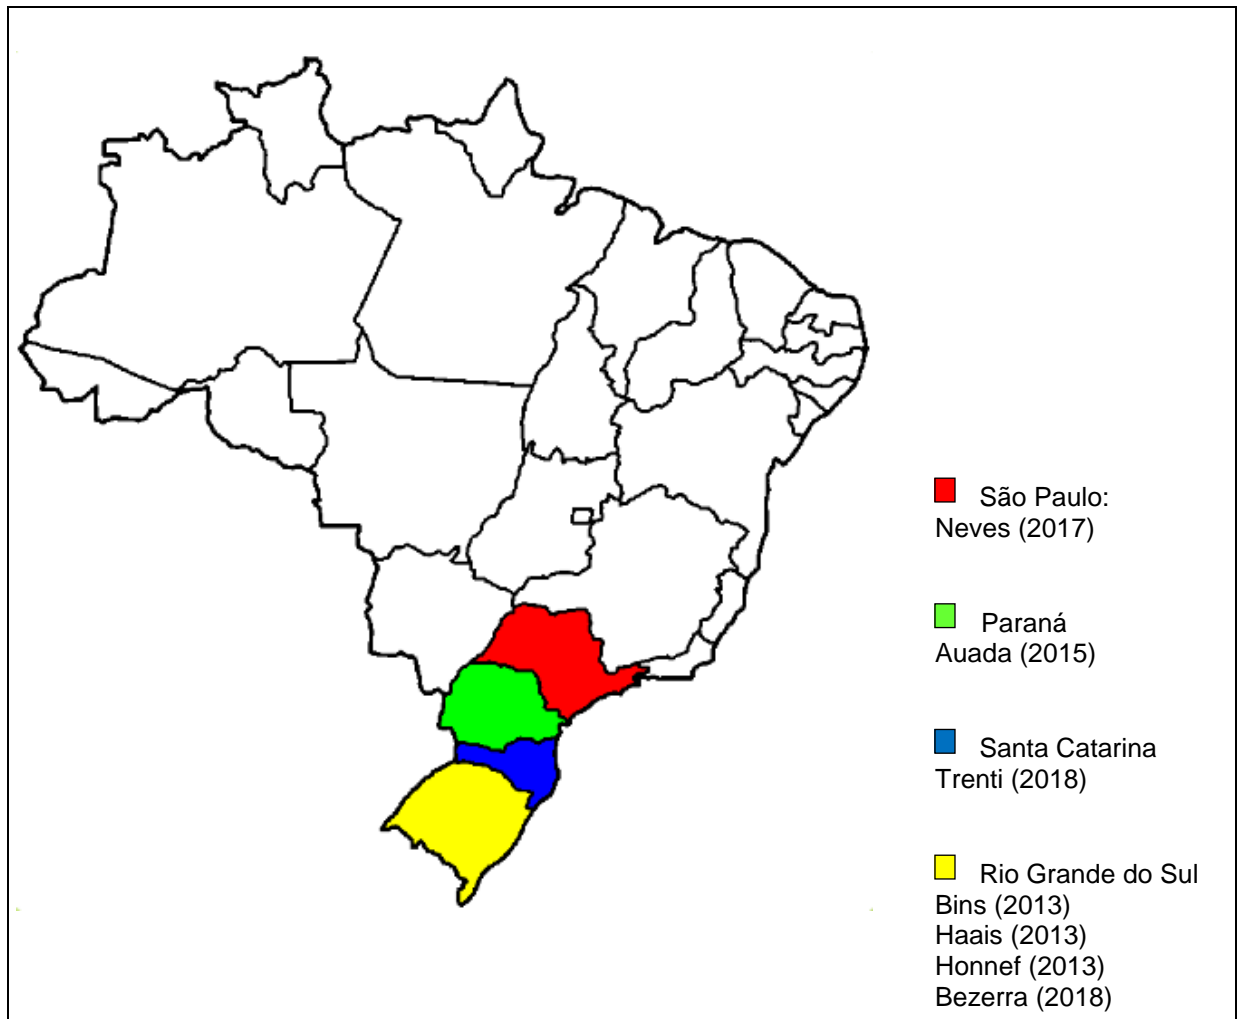 São Paulo:
Neves (2017)
Paraná
Auada (2015)
Santa Catarina
Trenti (2018)
Rio Grande do Sul
Bins (2013)
Haais (2013)
Honnef (2013)
Bezerra (2018)